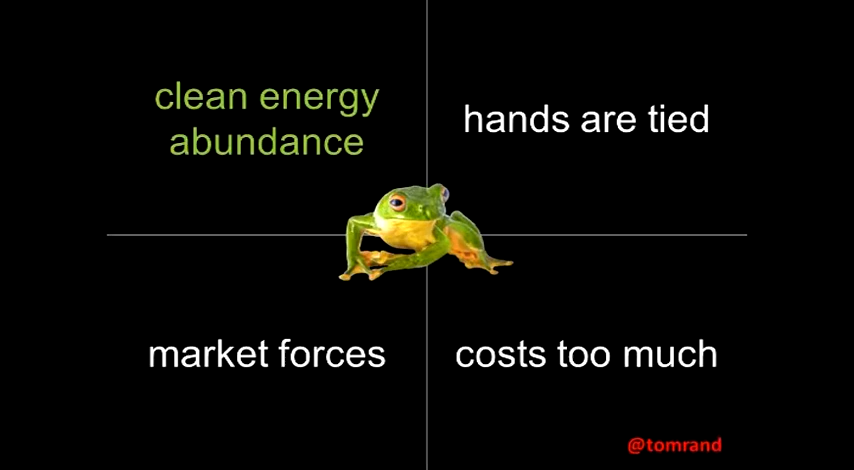 clean energy
abundance
hands are tied
market forces
costs too much
@tomrand